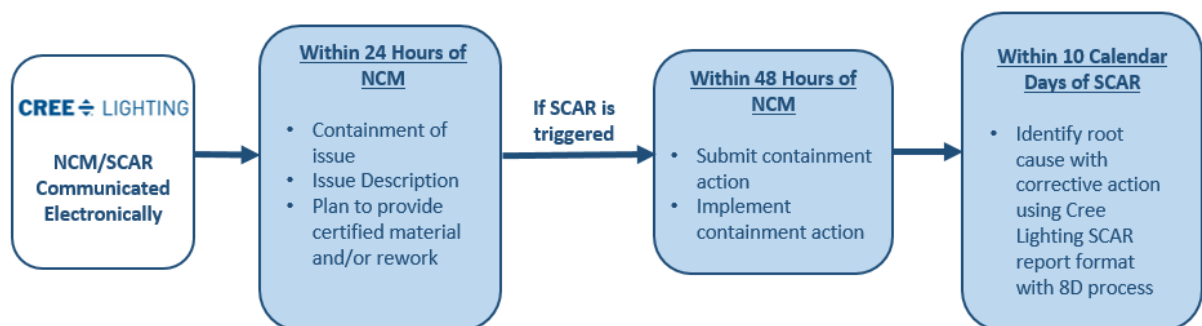 CREE LIGHTING
NCM/SCAR
Communicated
Electronically
Within 24 Hours of
NCM
• Containment of
issue
• Issue Description
• Plan to provide
certified material
and/or rework
If SCAR is
triggered
Within 48 Hours of
NCM
• Submit containment
action
• Implement
containment action
Within 10 Calendar
Days of SCAR
• Identify root
cause with
corrective action
using Cree
Lighting SCAR
report format
with 8D process